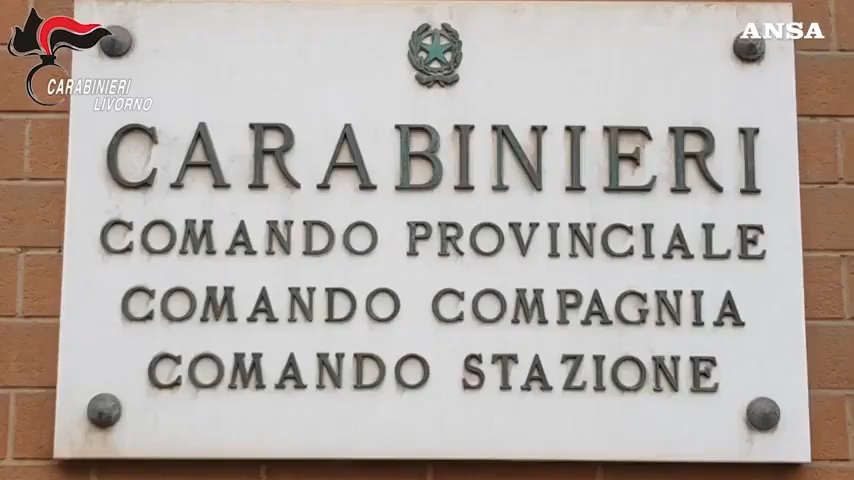 CARABINIERI
LIVORNO
ANSA
CARABINIERI
COMANDO PROVINCIALE
COMANDO COMPAGNIA
COMANDO STAZIONE